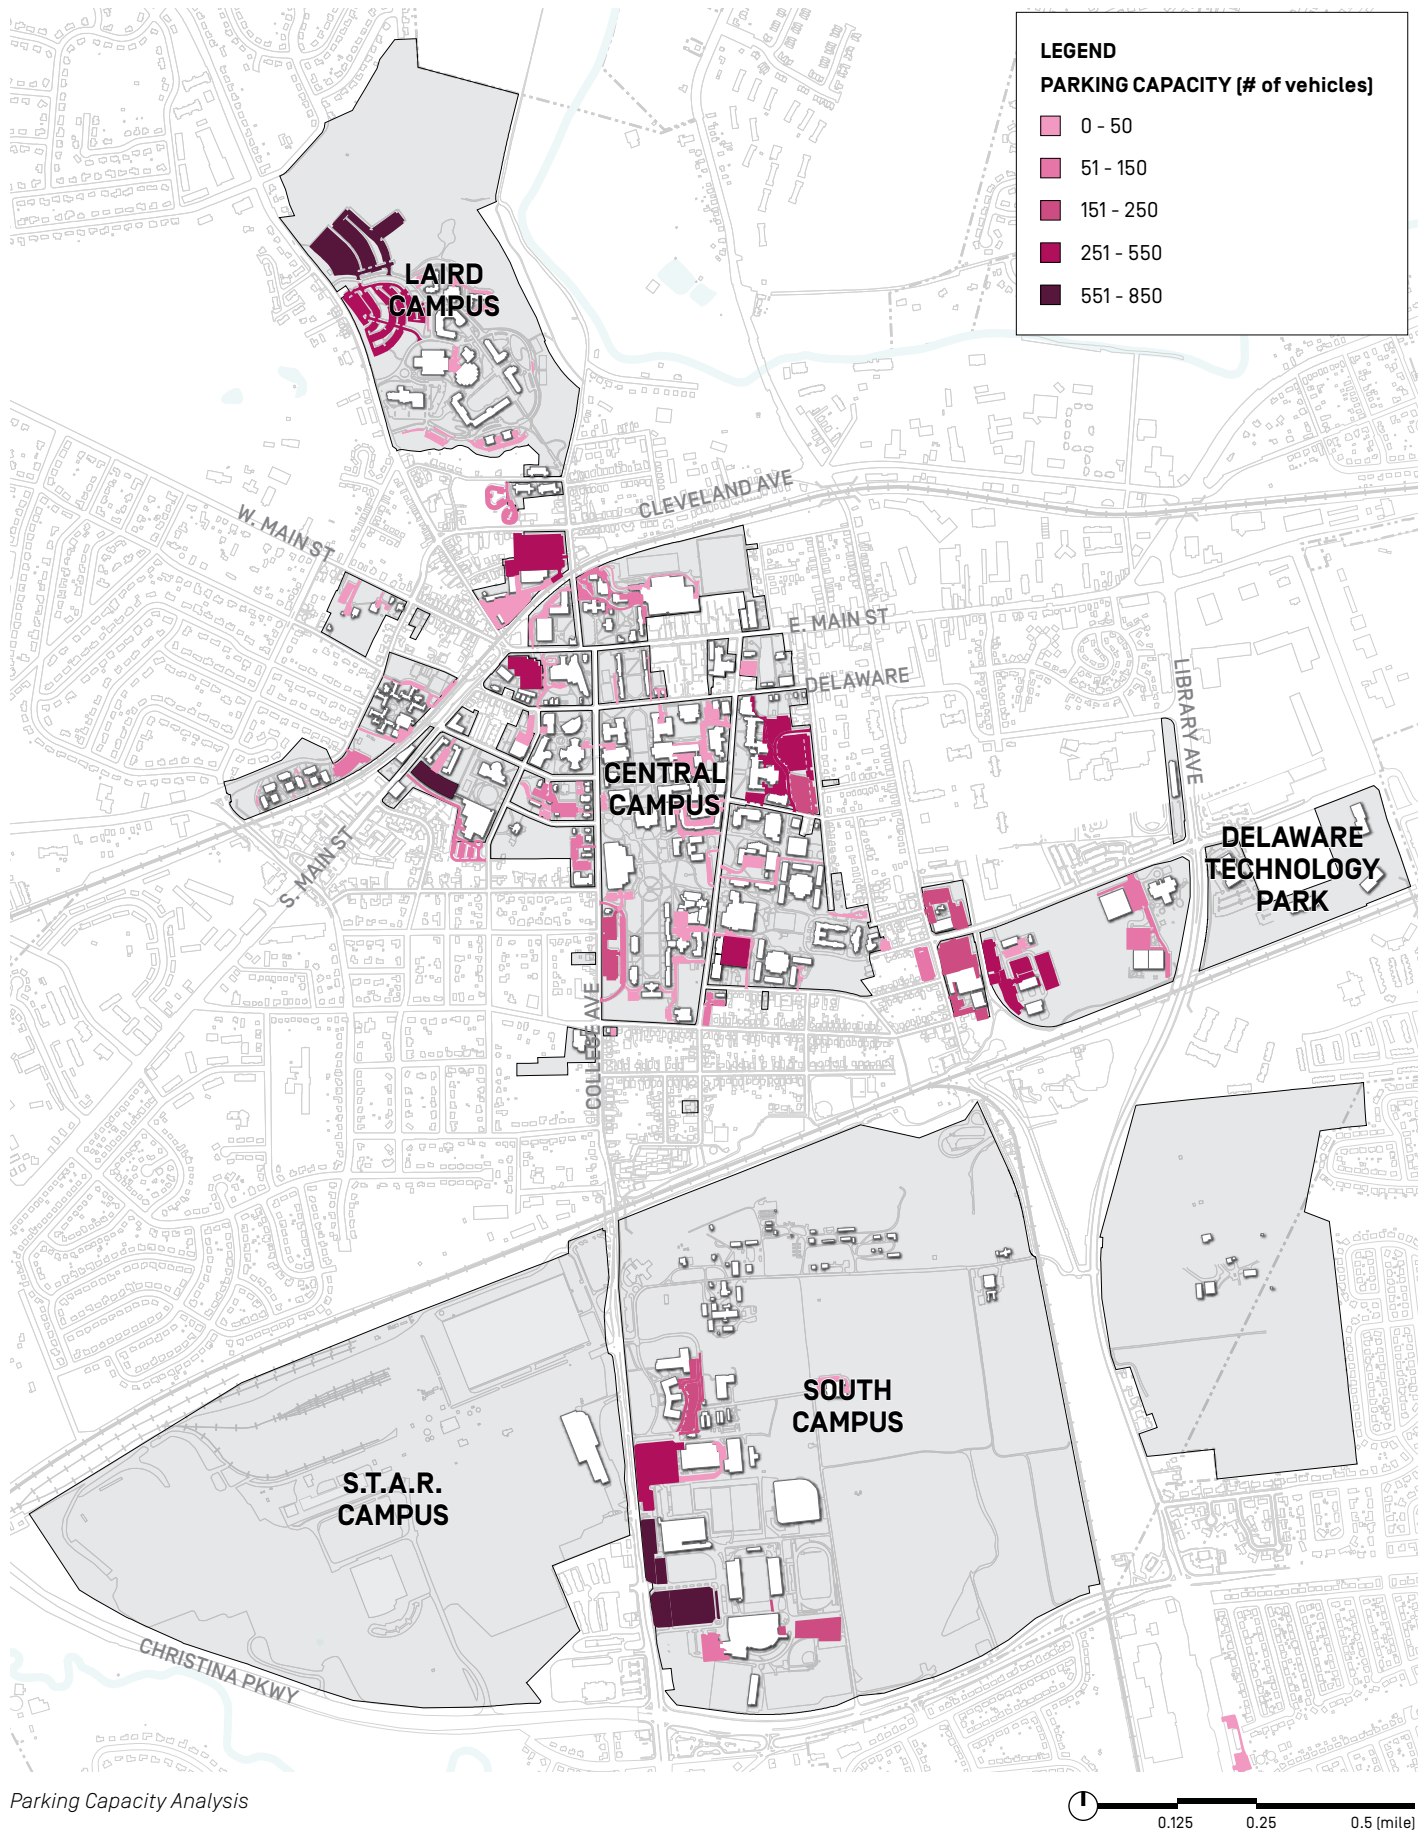 LEGEND
PARKING CAPACITY (# of vehicles)
0 - 50
51 - 150
151 - 250
251 - 550
551 - 850
LAIRD
CAMPUS
CLEVELAND AVE
W. MAIN ST
E. MAIN ST
DELAWARE
LIBRARY AVE
CENTRAL
CAMPUS
DELAWARE
TECHNOLOGY
PARK
S. MAIN ST
COLLEGE AVE
SOUTH
CAMPUS
S.T.A.R.
CAMPUS
CHRISTINA PKWY
Parking Capacity Analysis
0.125
0.25
0.5 (mile)